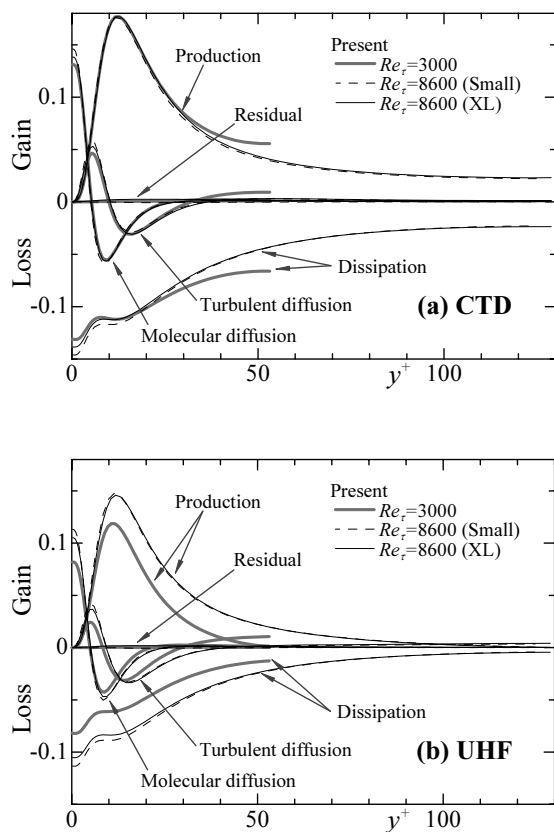 Present
Re_τ=3000
Re_τ=8600 (Small)
Re_τ=8600 (XL)
Production
Residual
0.1
Gain
0
Loss
Dissipation
Turbulent diffusion
-0.1
(a) CTD
Molecular diffusion
0 50 100
y⁺
Present
Re_τ=3000
Re_τ=8600 (Small)
Re_τ=8600 (XL)
Production
Residual
0.1
Gain
0
Loss
Dissipation
Turbulent diffusion
-0.1
(b) UHF
Molecular diffusion
0 50 100
y⁺